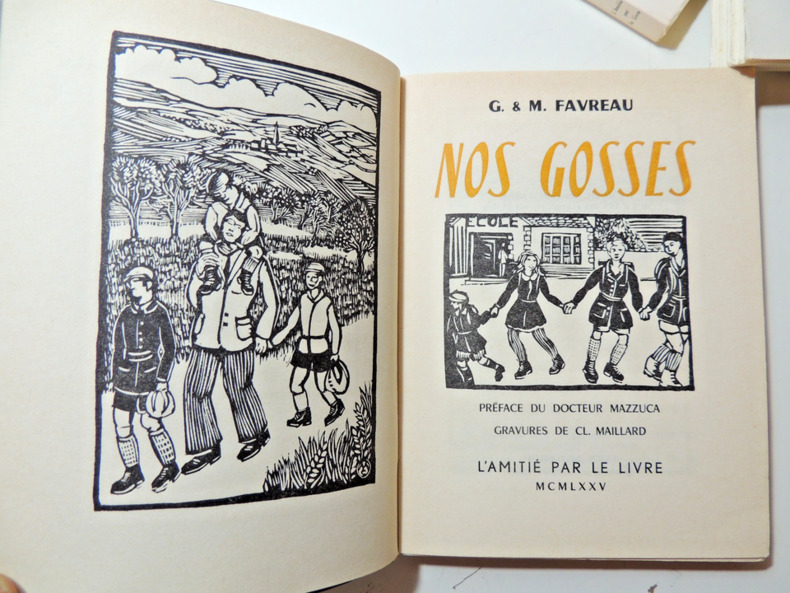 G. & M. FAVREAU
NOS GOSSES
ECOLE
PRÉFACE DU DOCTEUR MAZZUCA
GRAVURES DE CL. MAILLARD
L'AMITIÉ PAR LE LIVRE
MCMLXXV